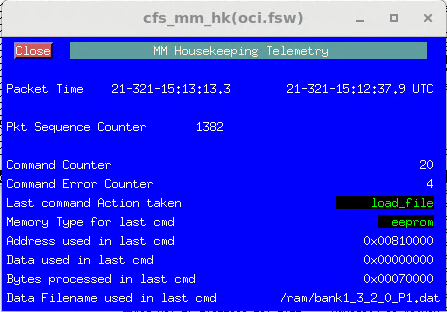 cfs_mm_hk(oci.fsw)
Close MM Housekeeping Telemetry
Packet Time 21-321-15:13:13.3 21-321-15:12:37.9 UTC
Pkt Sequence Counter 1382
Command Counter 20
Command Error Counter 4
Last command Action taken load_file
Memory Type for last cmd eeprom
Address used in last cmd 0x00810000
Data used in last cmd 0x00000000
Bytes processed in last cmd 0x00070000
Data Filename used in last cmd /ram/bank1_3_2_0_P1.dat